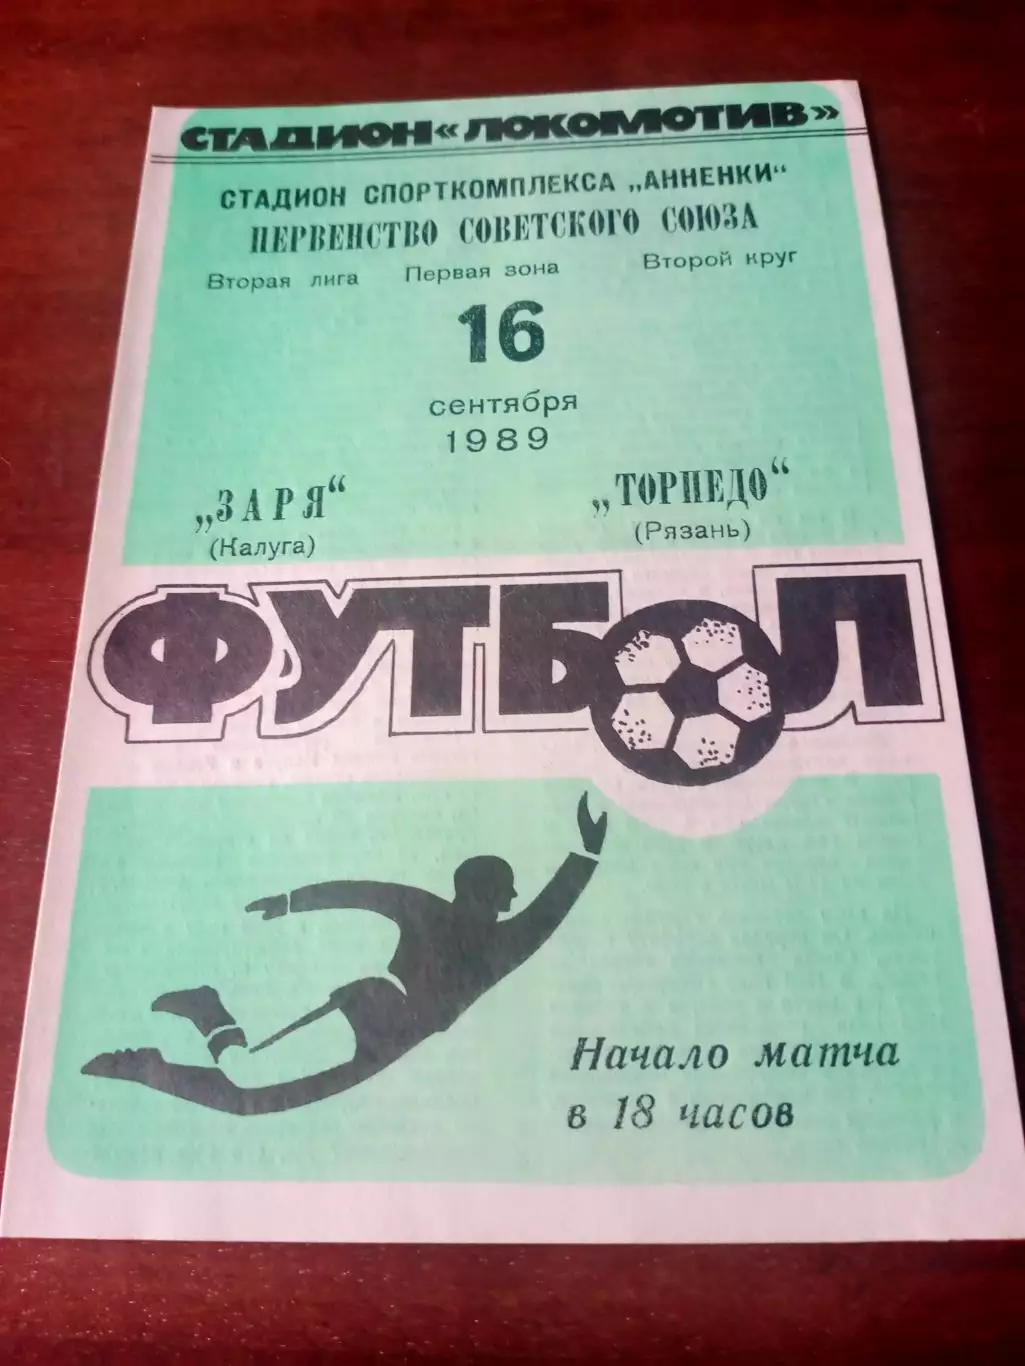 СТАДИОН «ЛОКОМОТИВ»
СТАДИОН СПОРТКОМПЛЕКСА „АННЕНКИ“
ПЕРВЕНСТВО СОВЕТСКОГО СОЮЗА
Вторая лига Первая зона Второй круг
16
сентября
1989
„ЗАРЯ“ „ТОРПЕДО“
(Калуга) (Рязань)
ФУТБОЛ
Начало матча
в 18 часов